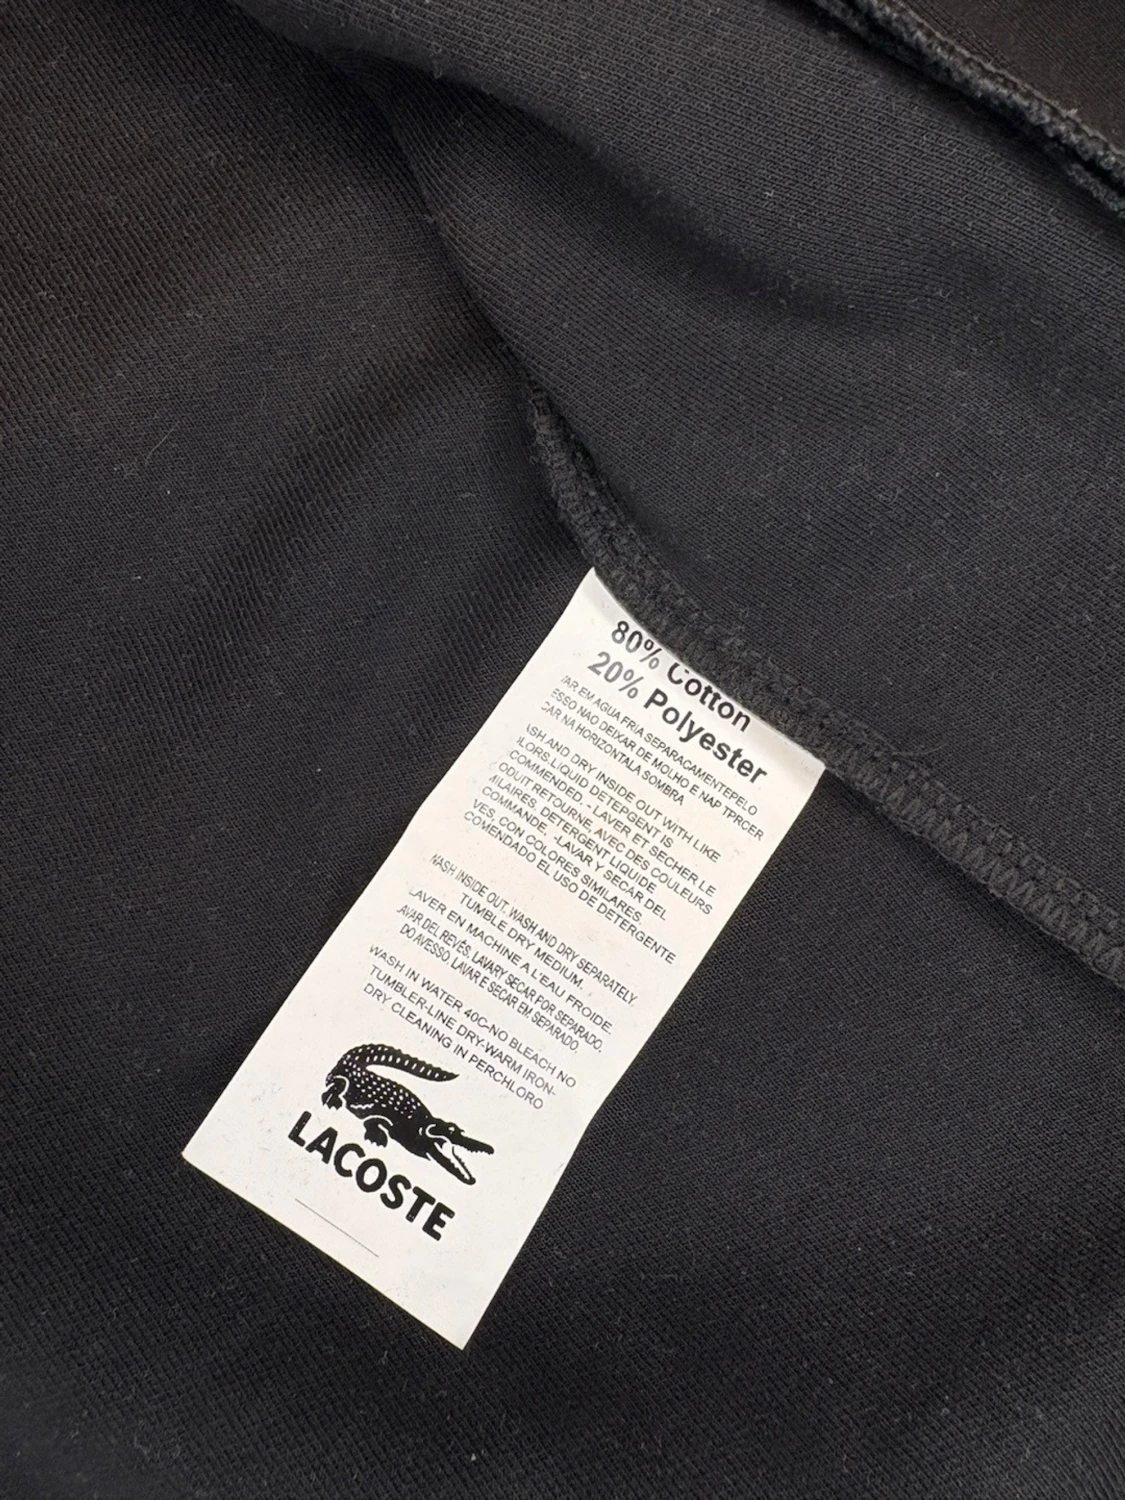 80% Cotton
20% Polyester
AR EM AGUA FRIA SEPARACAMENTEPELO
ESSO NAO DEIXAR DE MOLHO E NAP TPRCER
CAR NA HORIZONTALA SOMBRA
ASH AND DRY INSIDE OUT WITH LIKE
ILORS.LIQUID DETEPGENT IS
COMMENDED. - LAVER ET SECHER LE
ODUIT RETOURNE, AVEC DES COULEURS
MILAIRES, DETERGENT LIQUIDE
COMMANDE. -LAVAR Y SECAR DEL
VES, CON COLORES SIMILARES,
COMENDADO EL USO DE DETERGENTE.
NASH INSIDE OUT, WASH AND DRY SEPARATELY.
TUMBLE DRY MEDIUM.
LAVER EN MACHINE A L'EAU FROIDE.
AVAR DEL REVÉS, LAVARY SECAR POR SEPARADO.
DO AVESSO, LAVAR E SECAR EM SEPARADO.
WASH IN WATER 40C-NO BLEACH NO
TUMBLER-LINE DRY-WARM IRON-
DRY CLEANING IN PERCHLORO
LACOSTE